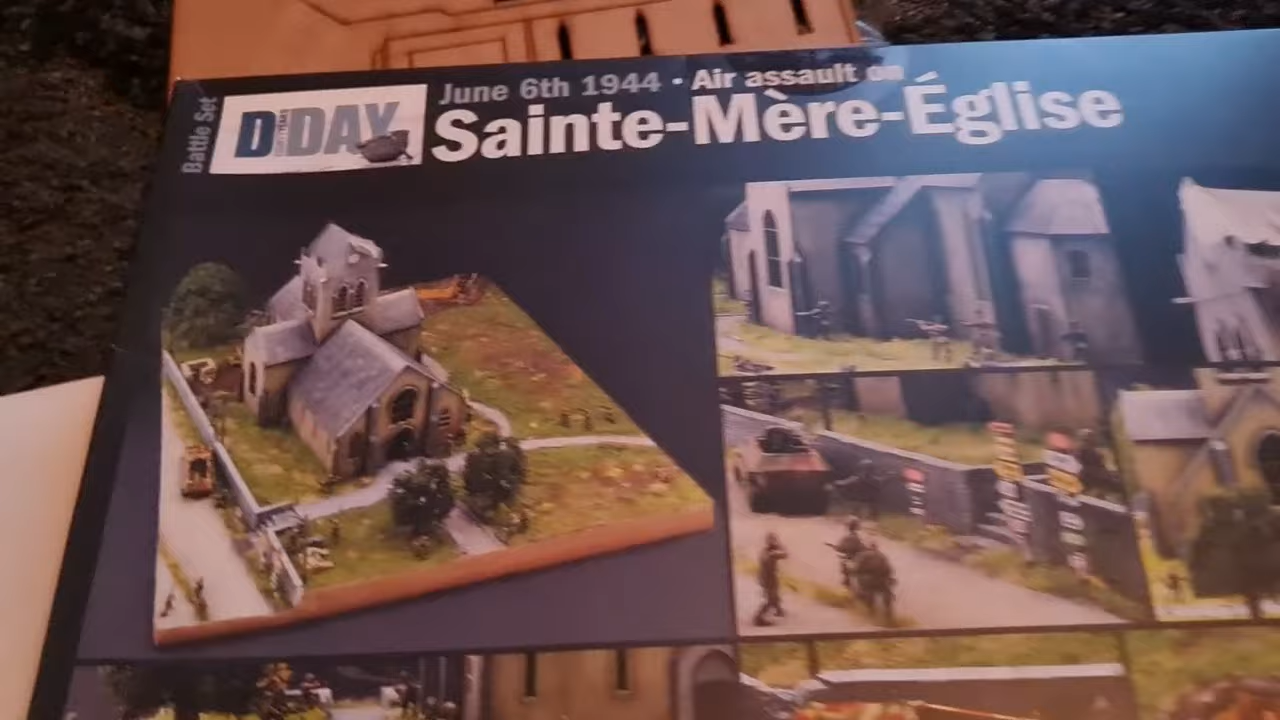 Battle Set
D-DAY
June 6th 1944 • Air assault on
Sainte-Mère-Église